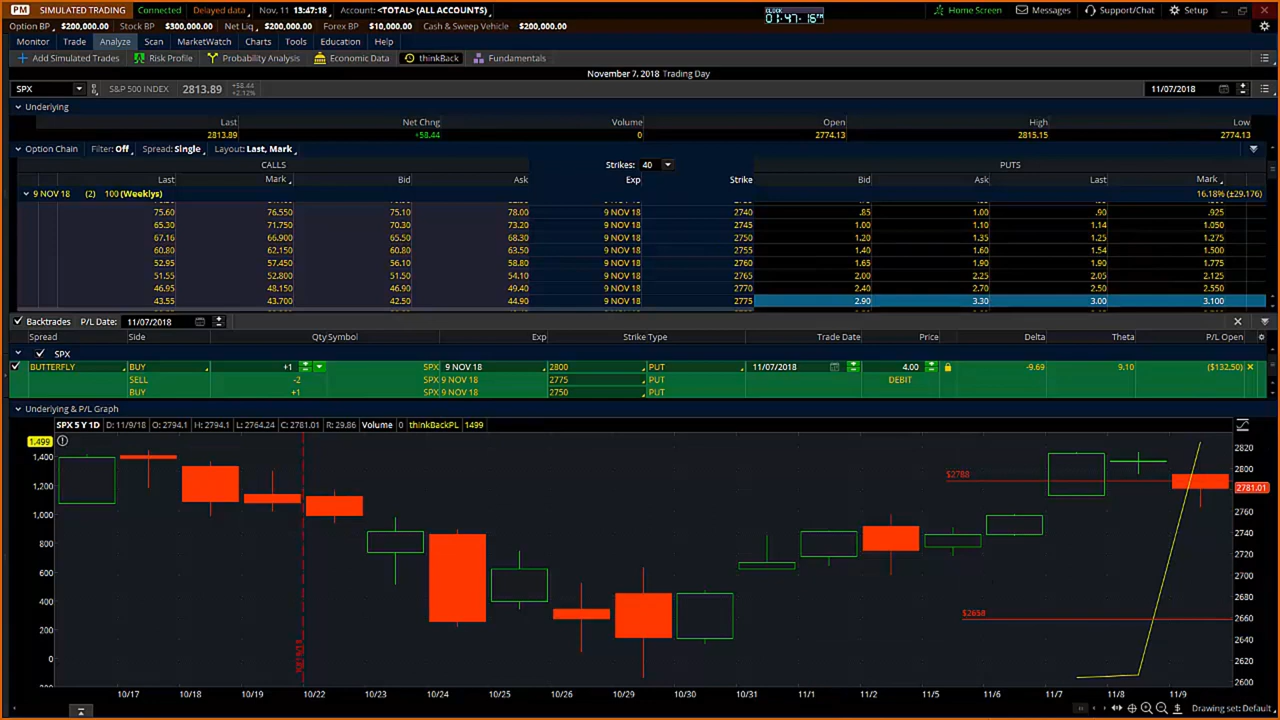 PM SIMULATED TRADING Connected Delayed data Nov, 11 13:47:18 Account: <TOTAL> (ALL ACCOUNTS) CLOCK 01:47:16 PM Home Screen Messages Support/Chat Setup
Option BP $200,000.00 Stock BP $300,000.00 Net Liq $200,000.00 Forex BP $10,000.00 Cash & Sweep Vehicle $200,000.00
Monitor Trade Analyze Scan MarketWatch Charts Tools Education Help
Add Simulated Trades Risk Profile Probability Analysis Economic Data thinkBack Fundamentals
November 7, 2018 Trading Day
SPX S&P 500 INDEX 2813.89 +58.44 +2.12% 11/07/2018
Underlying
Last Net Chng Volume Open High Low
2813.89 +58.44 0 2774.13 2815.15 2774.13
Option Chain Filter: Off Spread: Single Layout: Last, Mark
CALLS Strikes: 40 PUTS
Last Mark Bid Ask Exp Strike Bid Ask Last Mark
9 NOV 18 (2) 100 (Weeklys) 16.18% (±29.176)
75.60 76.550 75.10 78.00 9 NOV 18 2740 .85 1.00 .90 .925
65.30 71.750 70.30 73.20 9 NOV 18 2745 1.00 1.10 1.14 1.050
67.16 66.900 65.50 68.30 9 NOV 18 2750 1.20 1.35 1.25 1.275
60.80 62.150 60.80 63.50 9 NOV 18 2755 1.40 1.60 1.54 1.500
52.95 57.450 56.10 58.80 9 NOV 18 2760 1.65 1.90 1.90 1.775
51.55 52.800 51.50 54.10 9 NOV 18 2765 2.00 2.25 2.05 2.125
46.95 48.150 46.90 49.40 9 NOV 18 2770 2.40 2.70 2.50 2.550
43.55 43.700 42.50 44.90 9 NOV 18 2775 2.90 3.30 3.00 3.100
Backtrades P/L Date: 11/07/2018
Spread Side Qty Symbol Exp Strike Type Trade Date Price Delta Theta P/L Open
SPX
BUTTERFLY BUY +1 SPX 9 NOV 18 2800 PUT 11/07/2018 4.00 -9.69 9.10 ($132.50)
SELL -2 SPX 9 NOV 18 2775 PUT DEBIT
BUY +1 SPX 9 NOV 18 2750 PUT
Underlying & P/L Graph
SPX 5 Y 1D D: 11/9/18 O: 2794.1 H: 2794.1 L: 2764.24 C: 2781.01 R: 29.86 Volume 0 thinkBackPL 1499
1.499
1,400
1,200
1,000
800
600
400
200
0
$2788
$2658
2820
2800
2781.01
2760
2740
2720
2700
2680
2660
2640
2620
2600
10/17 10/18 10/19 10/22 10/23 10/24 10/25 10/26 10/29 10/30 10/31 11/1 11/2 11/5 11/6 11/7 11/8 11/9
Drawing set: Default